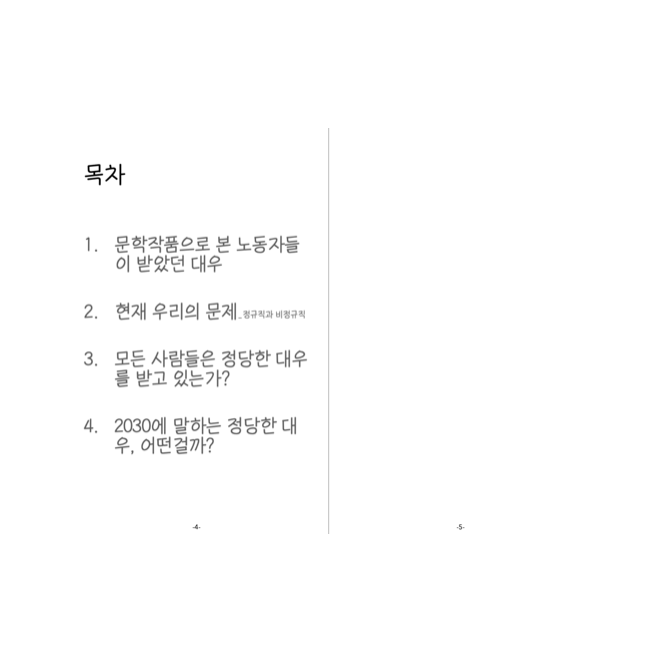 목차
1. 문학작품으로 본 노동자들
이 받았던 대우
2. 현재 우리의 문제_정규직과 비정규직
3. 모든 사람들은 정당한 대우
를 받고 있는가?
4. 2030에 말하는 정당한 대
우, 어떤걸까?
-4-
-5-